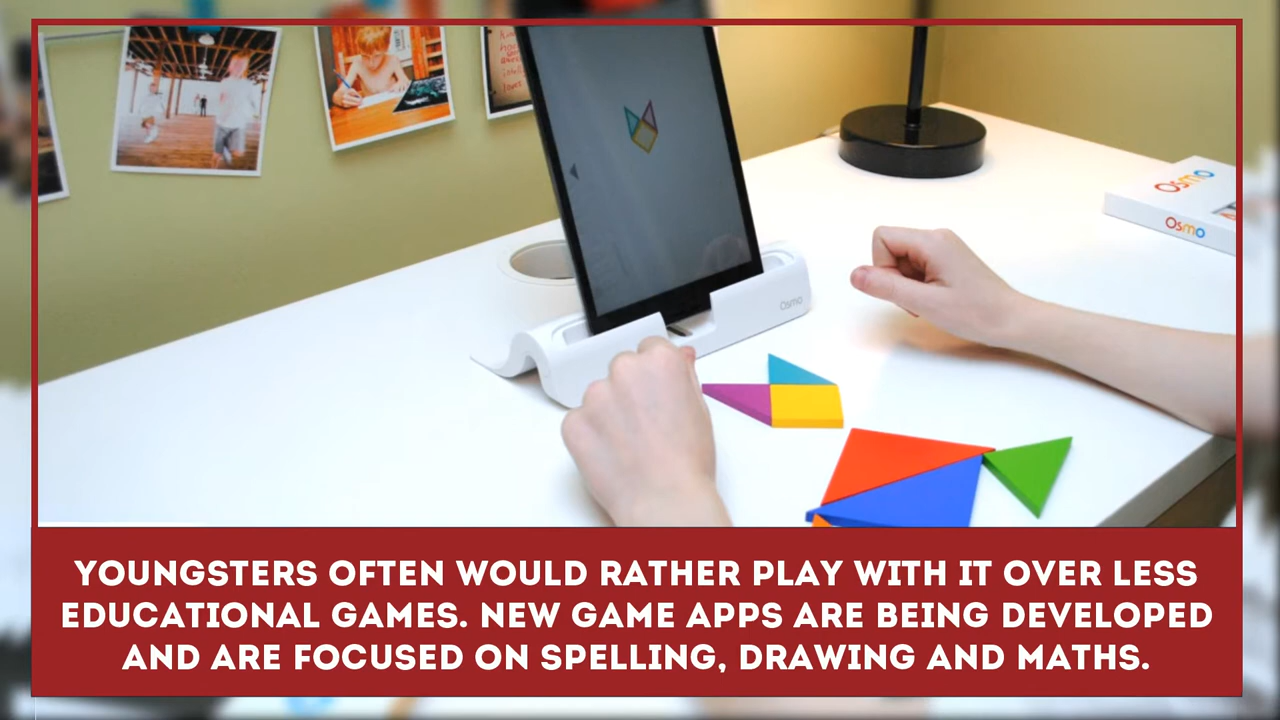 Osmo
Osmo
Osmo
YOUNGSTERS OFTEN WOULD RATHER PLAY WITH IT OVER LESS
EDUCATIONAL GAMES. NEW GAME APPS ARE BEING DEVELOPED
AND ARE FOCUSED ON SPELLING, DRAWING AND MATHS.